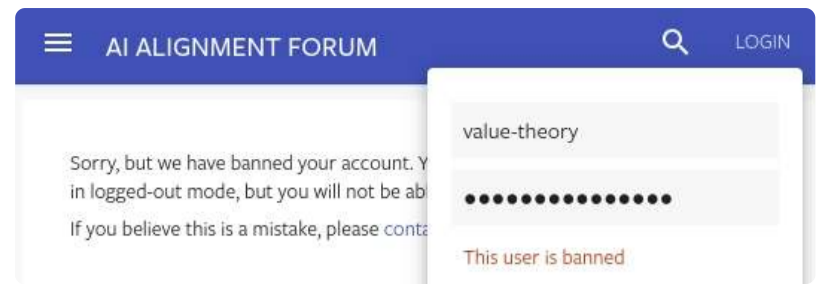 AI ALIGNMENT FORUM
LOGIN
Sorry, but we have banned your account. Y
in logged-out mode, but you will not be abl
If you believe this is a mistake, please conta
value-theory
•••••••••••••••
This user is banned